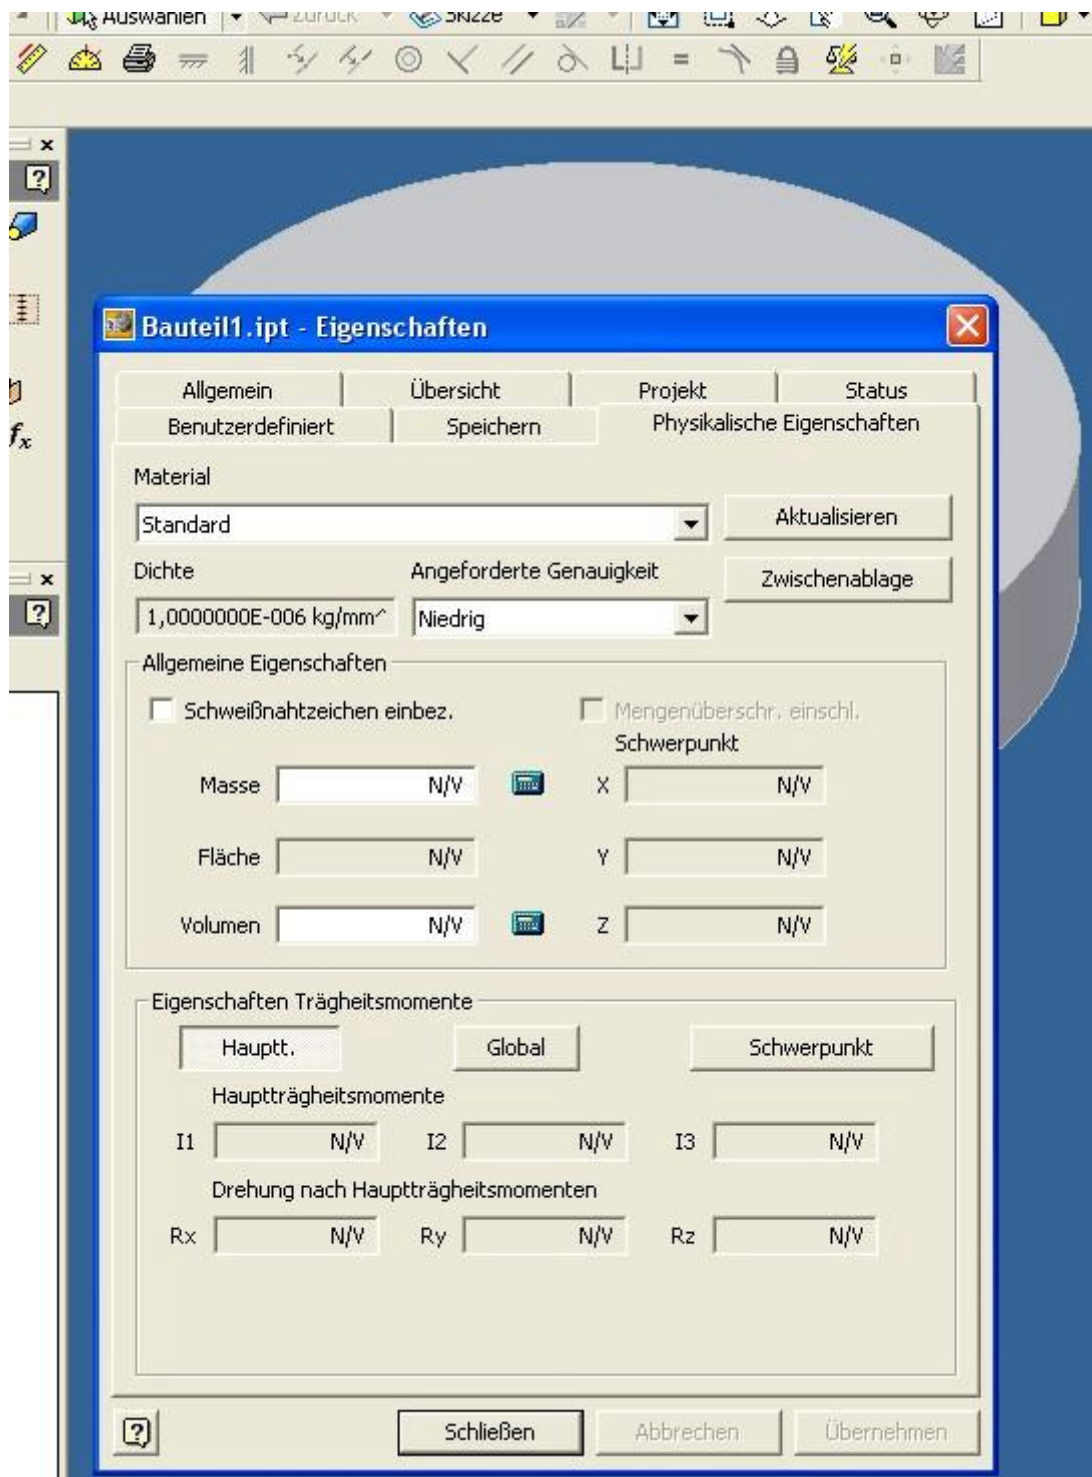 Auswählen Zurück Skizze
fx
Bauteil1.ipt - Eigenschaften
Allgemein Übersicht Projekt Status
Benutzerdefiniert Speichern Physikalische Eigenschaften
Material
Standard Aktualisieren
Dichte Angeforderte Genauigkeit Zwischenablage
1,0000000E-006 kg/mm^ Niedrig
Allgemeine Eigenschaften
Schweißnahtzeichen einbez. Mengenüberschr. einschl.
Schwerpunkt
Masse N/V X N/V
Fläche N/V Y N/V
Volumen N/V Z N/V
Eigenschaften Trägheitsmomente
Hauptt. Global Schwerpunkt
Hauptträgheitsmomente
I1 N/V I2 N/V I3 N/V
Drehung nach Hauptträgheitsmomenten
Rx N/V Ry N/V Rz N/V
Schließen Abbrechen Übernehmen